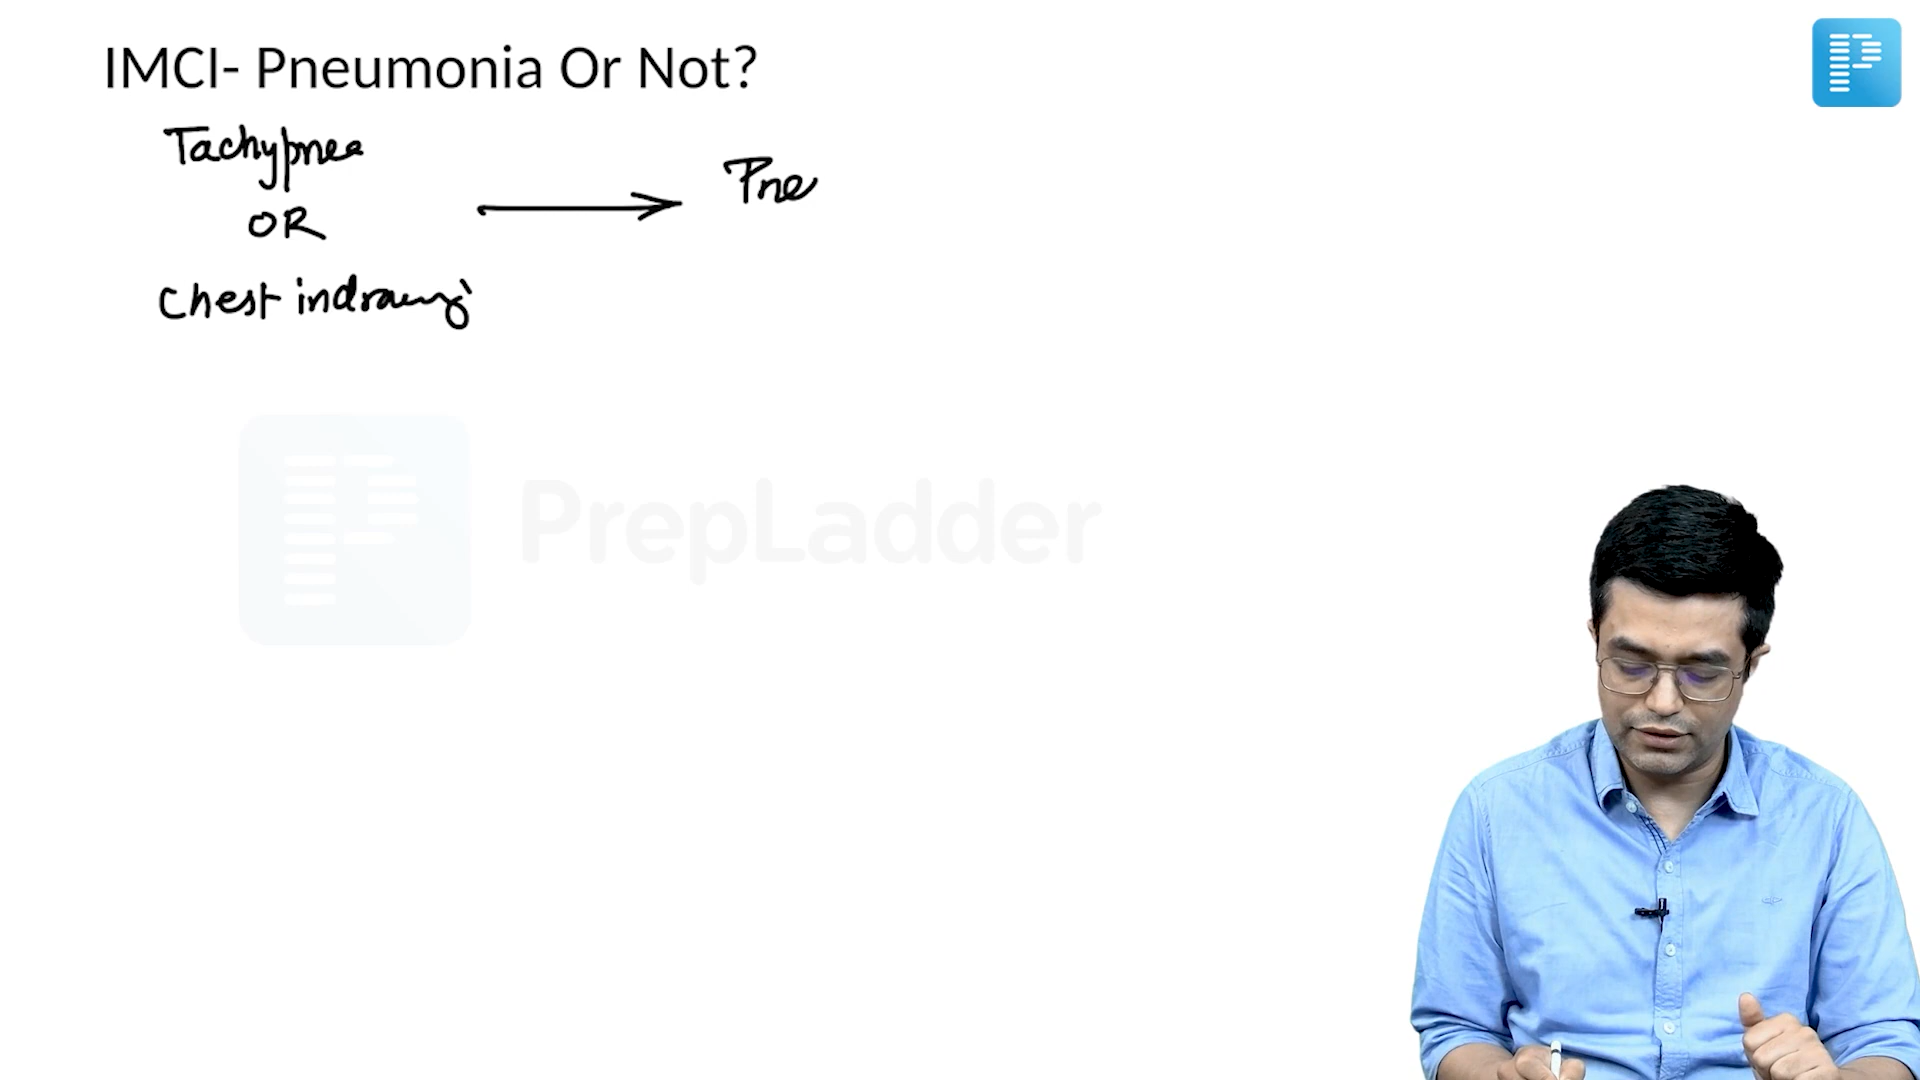 IMCI- Pneumonia Or Not?
Tachypnea
OR
Chest indrawing
Pne
PrepLadder